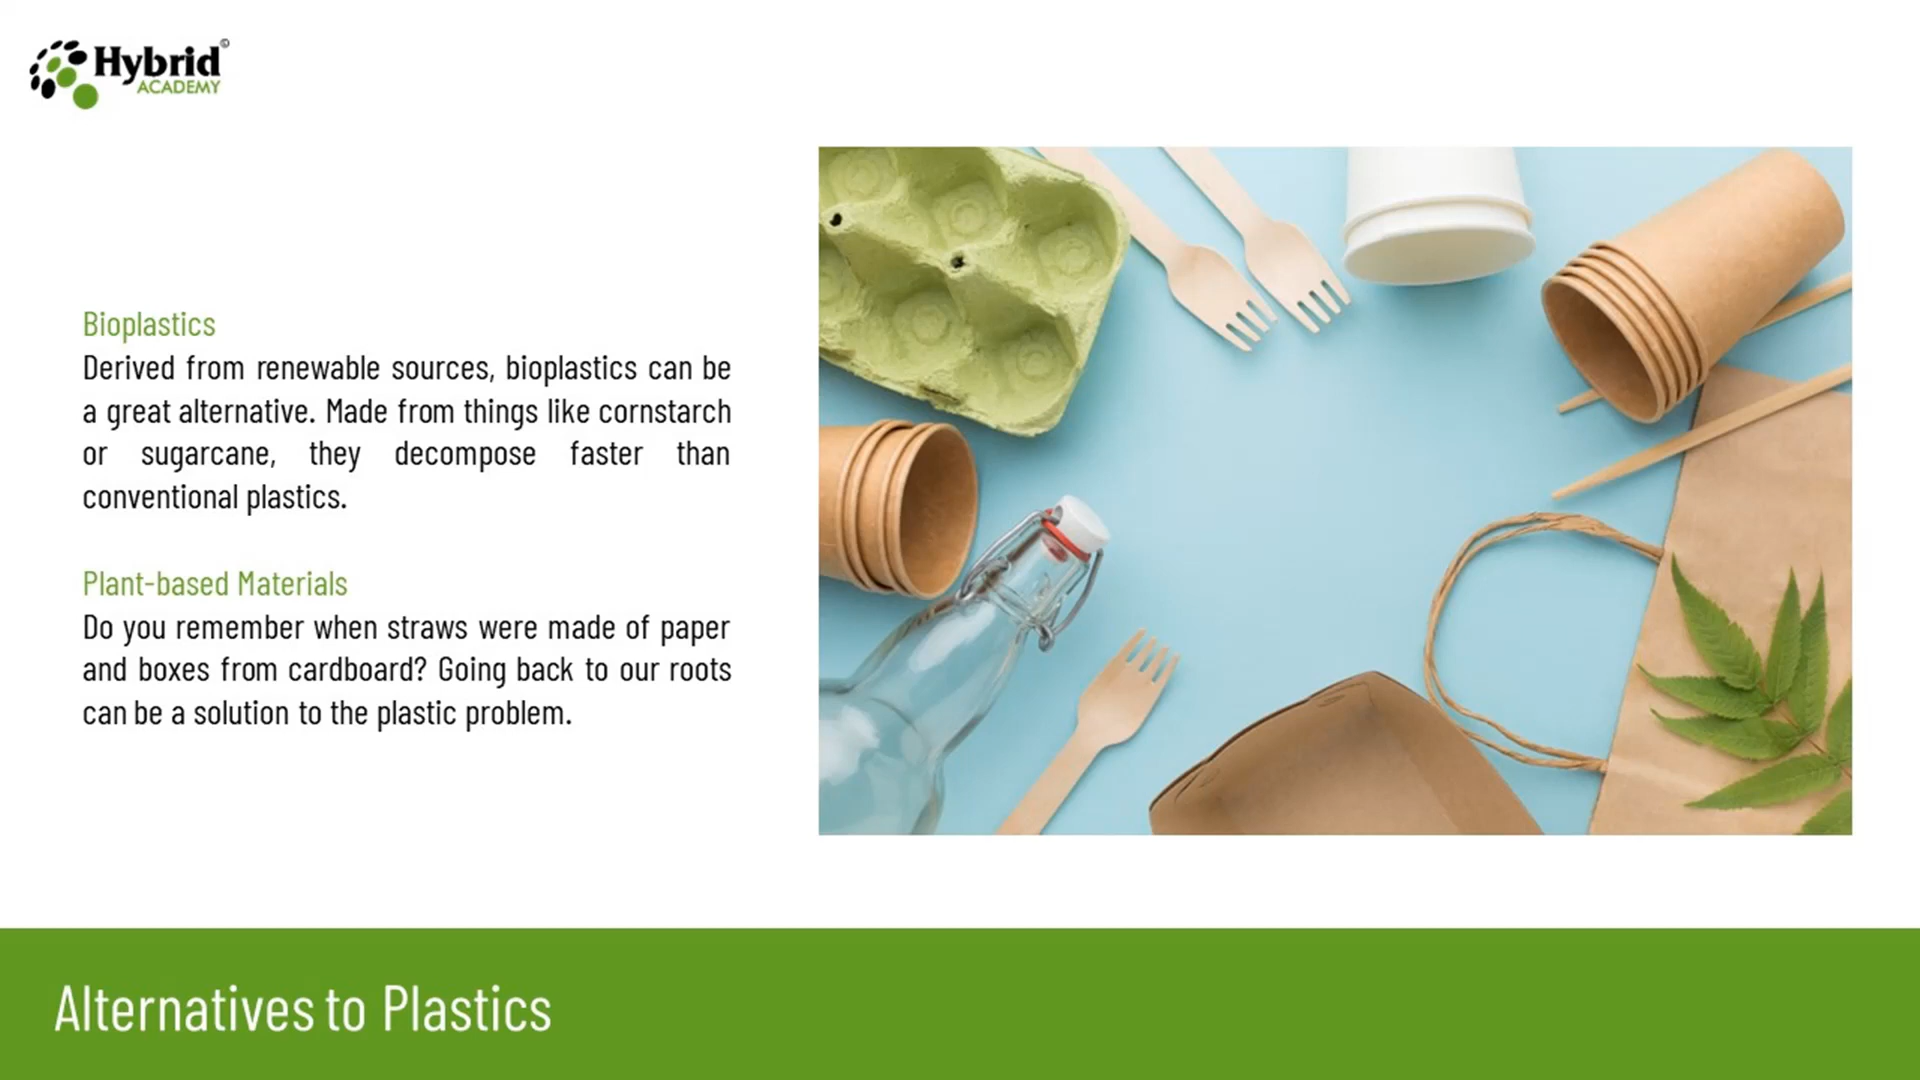 Hybrid©
ACADEMY
Bioplastics
Derived from renewable sources, bioplastics can be
a great alternative. Made from things like cornstarch
or sugarcane, they decompose faster than
conventional plastics.
Plant-based Materials
Do you remember when straws were made of paper
and boxes from cardboard? Going back to our roots
can be a solution to the plastic problem.
Alternatives to Plastics